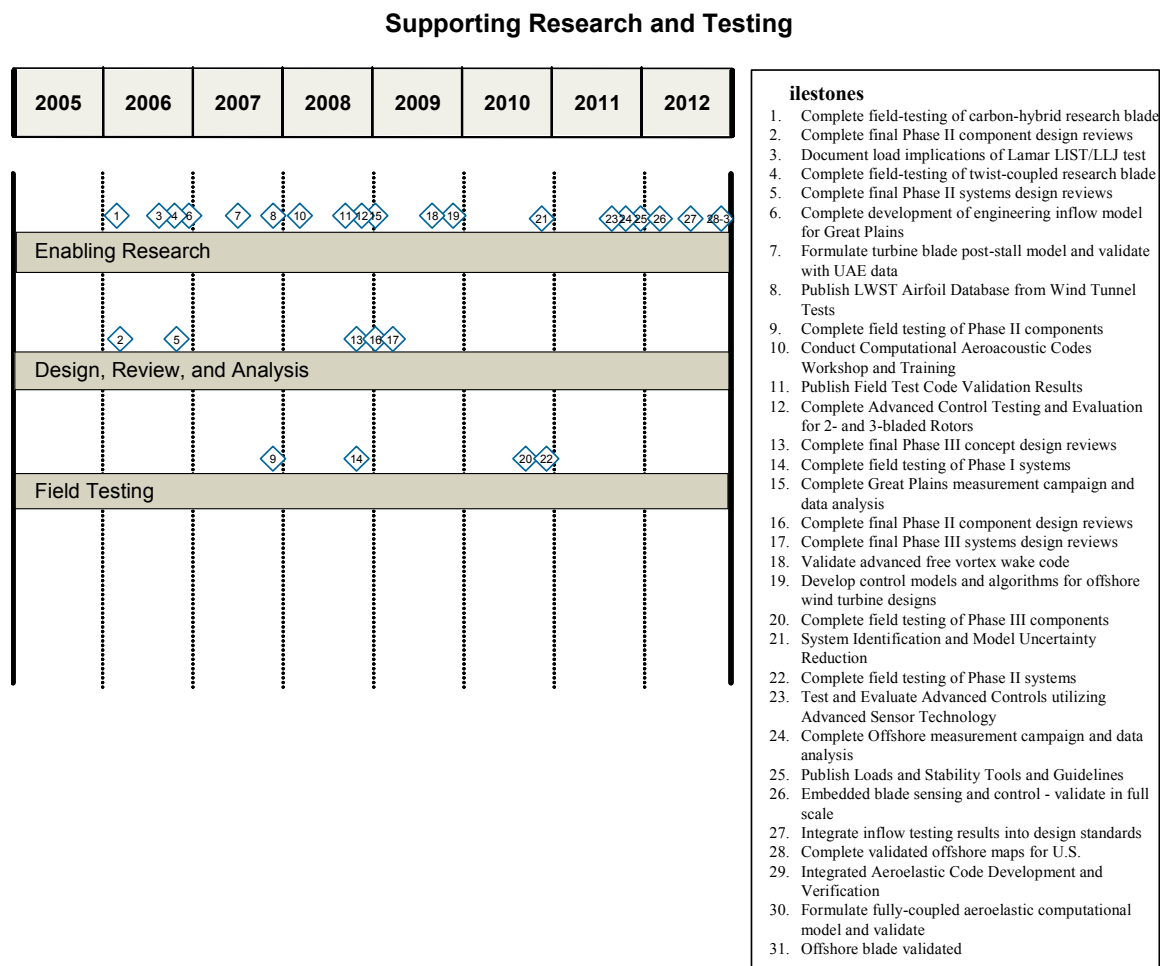 Supporting Research and Testing
2005 2006 2007 2008 2009 2010 2011 2012
1 3 4 6 7 8 10 11 12 15 18 19 21 23 24 25 26 27 28-3
Enabling Research
2 5 13 16 17
Design, Review, and Analysis
9 14 20 22
Field Testing
ilestones
1. Complete field-testing of carbon-hybrid research blade
2. Complete final Phase II component design reviews
3. Document load implications of Lamar LIST/LLJ test
4. Complete field-testing of twist-coupled research blade
5. Complete final Phase II systems design reviews
6. Complete development of engineering inflow model
for Great Plains
7. Formulate turbine blade post-stall model and validate
with UAE data
8. Publish LWST Airfoil Database from Wind Tunnel
Tests
9. Complete field testing of Phase II components
10. Conduct Computational Aeroacoustic Codes
Workshop and Training
11. Publish Field Test Code Validation Results
12. Complete Advanced Control Testing and Evaluation
for 2- and 3-bladed Rotors
13. Complete final Phase III concept design reviews
14. Complete field testing of Phase I systems
15. Complete Great Plains measurement campaign and
data analysis
16. Complete final Phase II component design reviews
17. Complete final Phase III systems design reviews
18. Validate advanced free vortex wake code
19. Develop control models and algorithms for offshore
wind turbine designs
20. Complete field testing of Phase III components
21. System Identification and Model Uncertainty
Reduction
22. Complete field testing of Phase II systems
23. Test and Evaluate Advanced Controls utilizing
Advanced Sensor Technology
24. Complete Offshore measurement campaign and data
analysis
25. Publish Loads and Stability Tools and Guidelines
26. Embedded blade sensing and control - validate in full
scale
27. Integrate inflow testing results into design standards
28. Complete validated offshore maps for U.S.
29. Integrated Aeroelastic Code Development and
Verification
30. Formulate fully-coupled aeroelastic computational
model and validate
31. Offshore blade validated